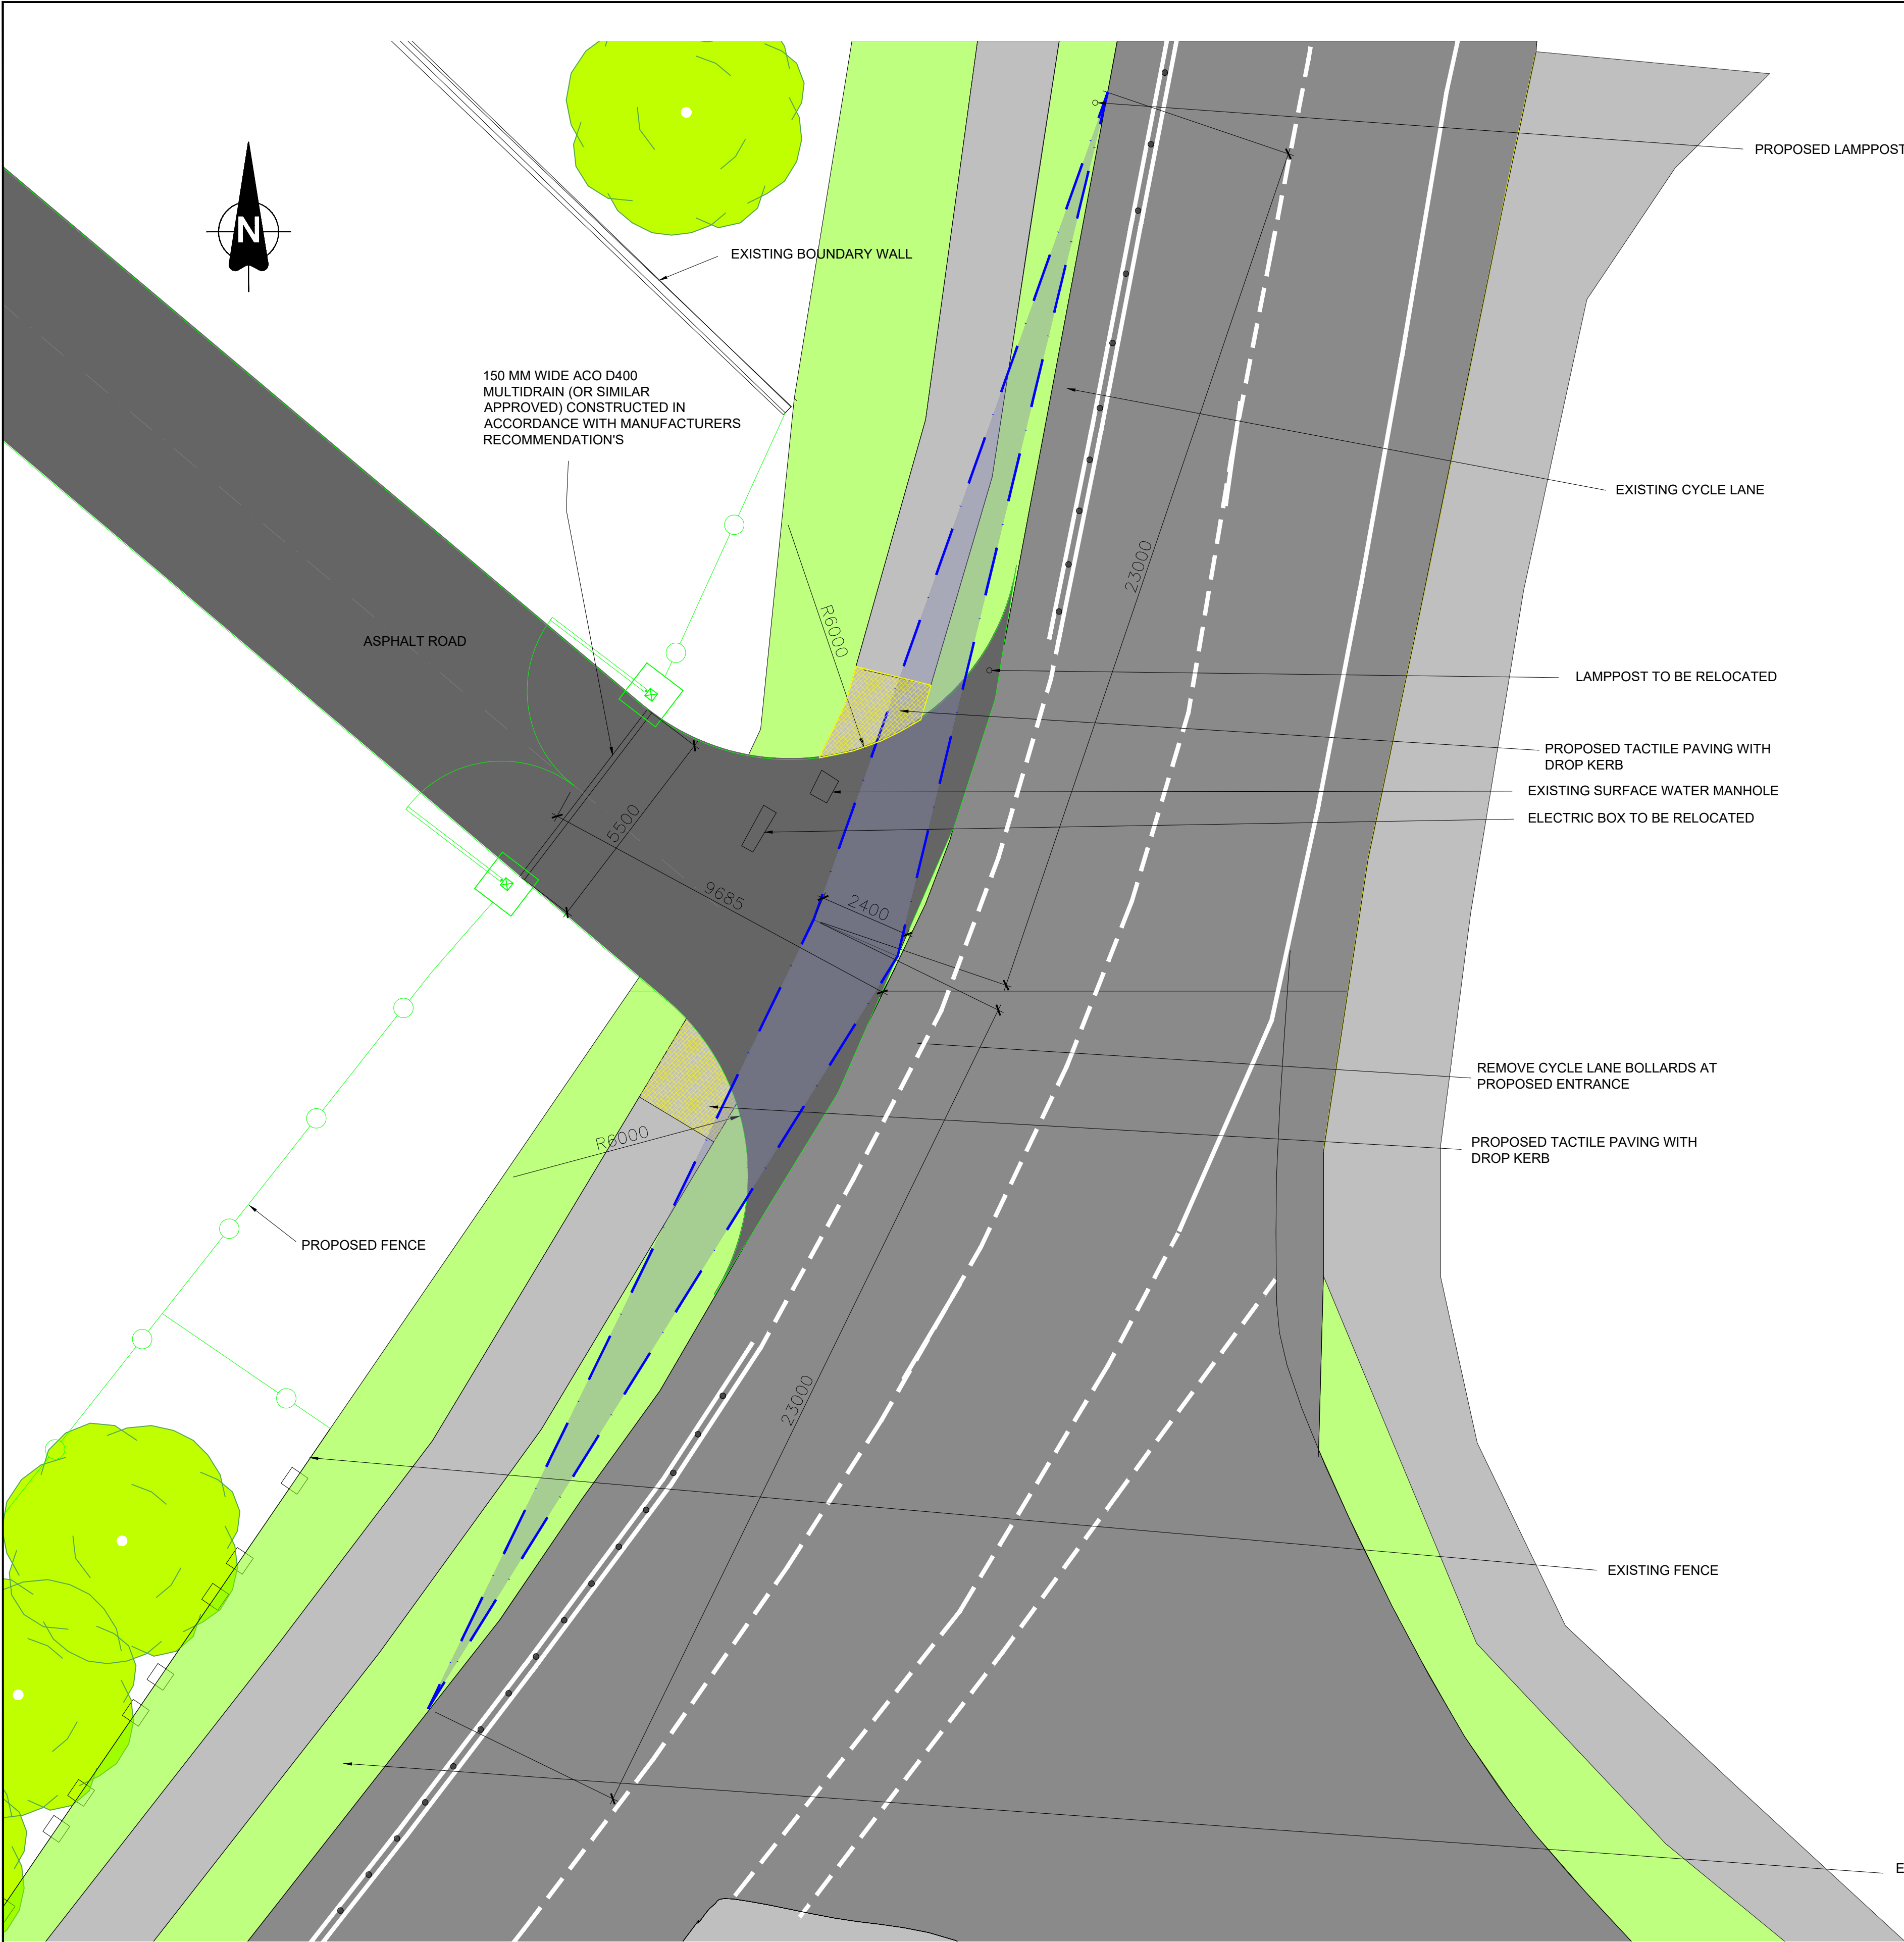 PROPOSED LAMPPOST
N
EXISTING BOUNDARY WALL
150 MM WIDE ACO D400
MULTIDRAIN (OR SIMILAR
APPROVED) CONSTRUCTED IN
ACCORDANCE WITH MANUFACTURERS
RECOMMENDATION'S
EXISTING CYCLE LANE
23000
R6000
ASPHALT ROAD
LAMPPOST TO BE RELOCATED
PROPOSED TACTILE PAVING WITH
DROP KERB
EXISTING SURFACE WATER MANHOLE
ELECTRIC BOX TO BE RELOCATED
5500
9685
2400
REMOVE CYCLE LANE BOLLARDS AT
PROPOSED ENTRANCE
R6000
PROPOSED TACTILE PAVING WITH
DROP KERB
PROPOSED FENCE
23000
EXISTING FENCE
E